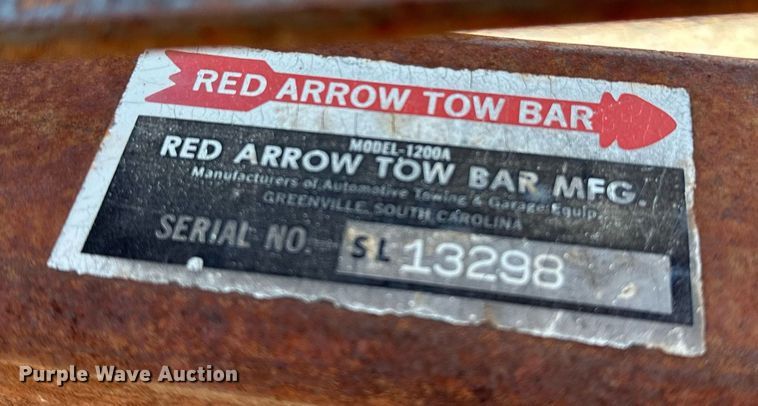 RED ARROW TOW BAR
MODEL-1200A
RED ARROW TOW BAR MFG.
Manufacturers of Automotive Towing & Garage Equip.
GREENVILLE, SOUTH CAROLINA
SERIAL NO. SL 13298
Purple Wave Auction